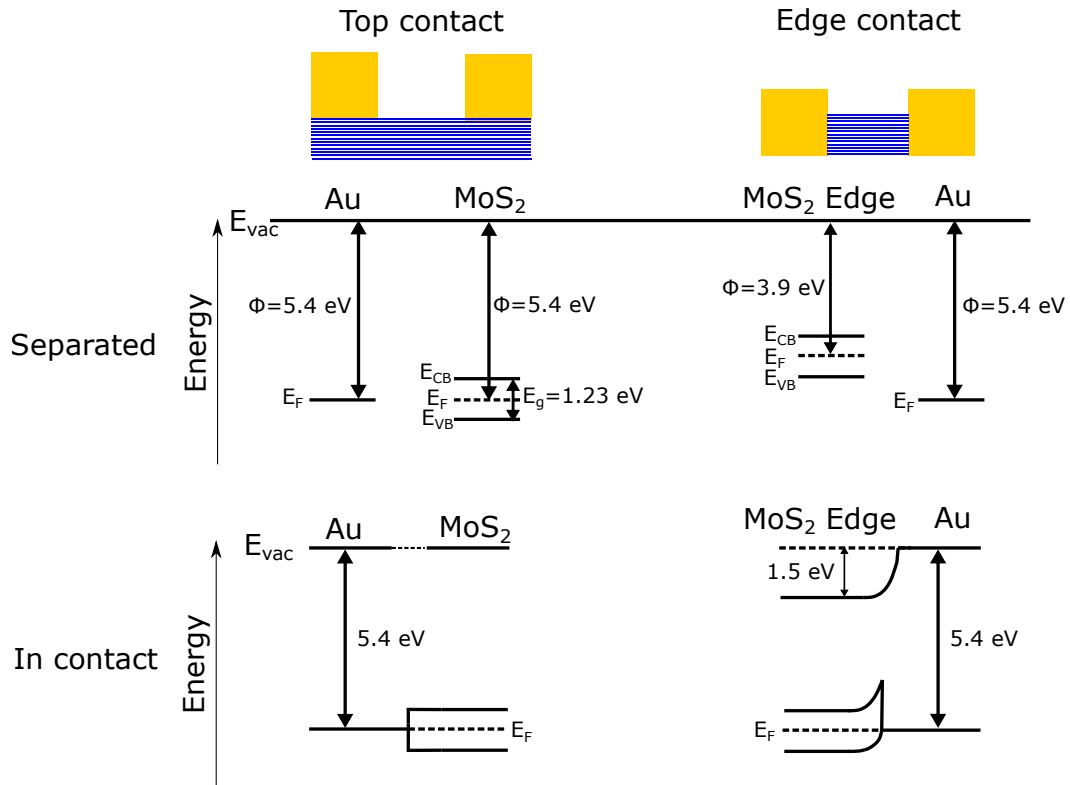 Top contact
Edge contact
Au
MoS₂
MoS₂ Edge
Au
E_vac
Energy
Separated
Φ=5.4 eV
Φ=5.4 eV
Φ=3.9 eV
Φ=5.4 eV
E_F
E_CB
E_F
E_VB
E_g=1.23 eV
E_CB
E_F
E_VB
E_F
Au
MoS₂
MoS₂ Edge
Au
E_vac
Energy
In contact
5.4 eV
E_F
1.5 eV
5.4 eV
E_F